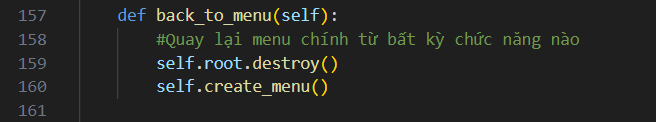 157 def back_to_menu(self):
158 #Quay lại menu chính từ bất kỳ chức năng nào
159 self.root.destroy()
160 self.create_menu()
161